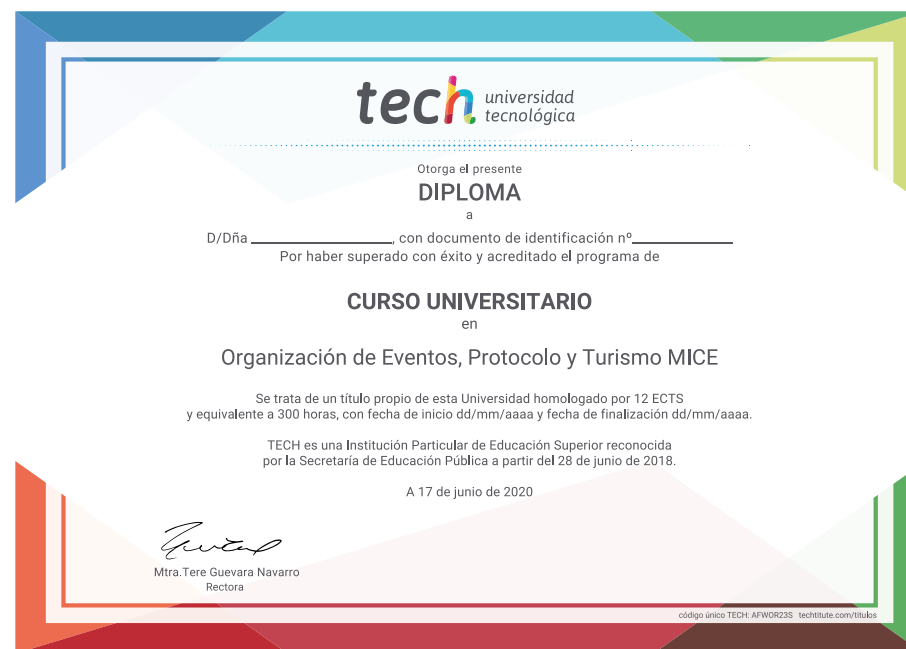 tech universidad
tecnológica
Otorga el presente
DIPLOMA
a
D/Dña ________________, con documento de identificación nº____________
Por haber superado con éxito y acreditado el programa de
CURSO UNIVERSITARIO
en
Organización de Eventos, Protocolo y Turismo MICE
Se trata de un título propio de esta Universidad homologado por 12 ECTS
y equivalente a 300 horas, con fecha de inicio dd/mm/aaaa y fecha de finalización dd/mm/aaaa.
TECH es una Institución Particular de Educación Superior reconocida
por la Secretaría de Educación Pública a partir del 28 de junio de 2018.
A 17 de junio de 2020
Mtra.Tere Guevara Navarro
Rectora
código único TECH: AFWOR23S techtitute.com/titulos